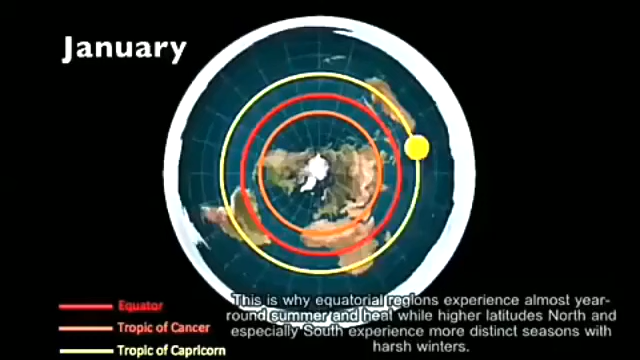 January
Equator
Tropic of Cancer
Tropic of Capricorn
This is why equatorial regions experience almost year-
round summer and heat while higher latitudes North and
especially South experience more distinct seasons with
harsh winters.